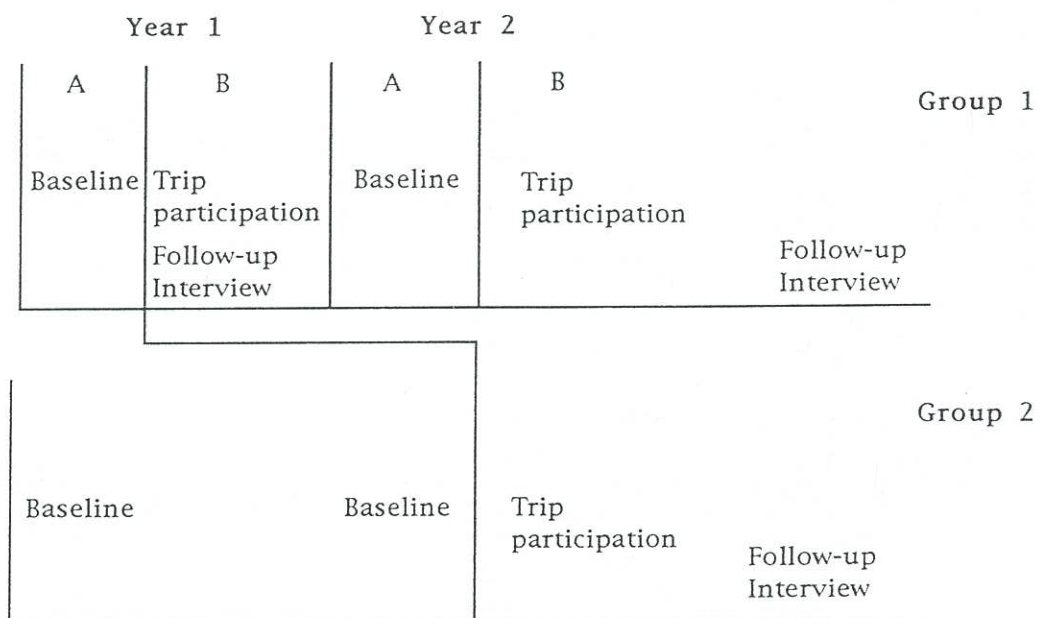 Year 1 Year 2
A B A B
Group 1
Baseline Trip Baseline Trip
participation participation
Follow-up Follow-up
Interview Interview
Group 2
Baseline Baseline Trip
participation
Follow-up
Interview